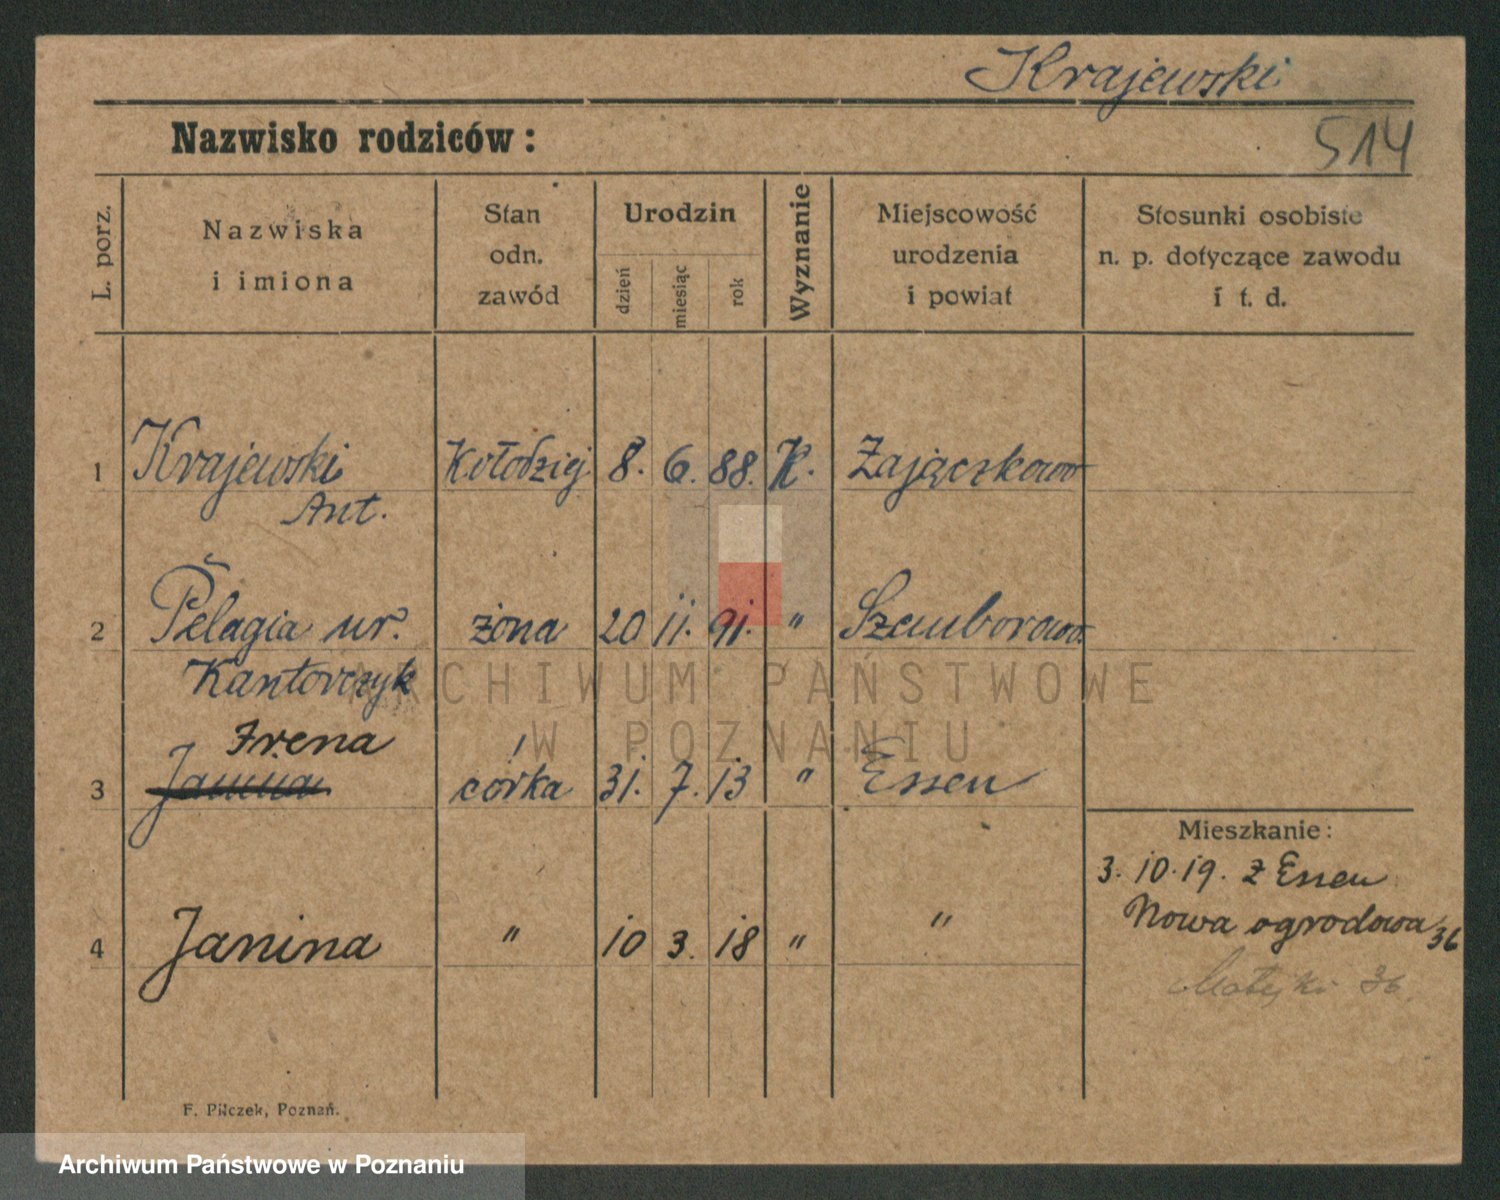 Krajewski
Nazwisko rodziców:
514
L. porz.
Nazwiska
i imiona
Stan
odn.
zawód
Urodzin
dzień
miesiąc
rok
Wyznanie
Miejscowość
urodzenia
i powiat
Stosunki osobiste
n. p. dotyczące zawodu
i t. d.
1 Krajewski Kołodziej 8. 6. 88. K. Zajączkowo
Ant.
2 Pelagia ur. żona 20 11. 91. " Szemborowo
Kantorczyk
Irena
3 Janina córka 31. 7. 13 " Essen
Mieszkanie:
3. 10. 19. z Essen
Nowa ogrodowa 36
4 Janina " 10 3. 18 " "
Matejki 36
F. Pilczek, Poznań.
ARCHIWUM PAŃSTWOWE
W POZNANIU
Archiwum Państwowe w Poznaniu